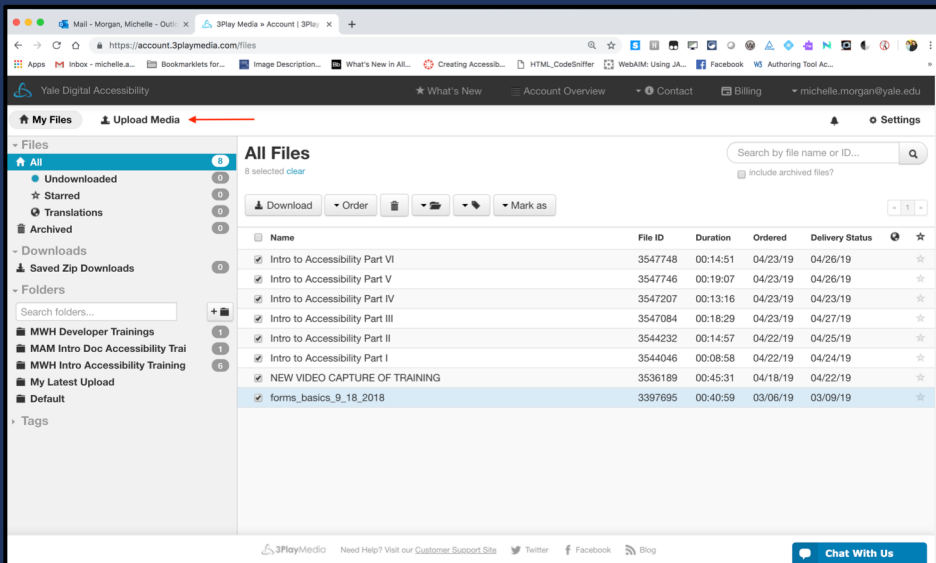 Mail - Morgan, Michelle - Outlo
3Play Media » Account | 3Play
https://account.3playmedia.com/files
Apps Inbox - michelle.a... Bookmarklets for... Image Description... What's New in All... Creating Accessib... HTML_CodeSniffer WebAIM: Using JA... Facebook W3 Authoring Tool Ac... »
Yale Digital Accessibility What's New Account Overview Contact Billing michelle.morgan@yale.edu
My Files Upload Media Settings
Files
All 8
Undownloaded 0
Starred 0
Translations 0
Archived 0
Downloads
Saved Zip Downloads 0
Folders
Search folders... +
MWH Developer Trainings 1
MAM Intro Doc Accessibility Trai 1
MWH Intro Accessibility Training 6
My Latest Upload
Default
Tags
All Files
8 selected clear
Search by file name or ID...
include archived files?
Download Order Mark as
« 1 »
Name File ID Duration Ordered Delivery Status
Intro to Accessibility Part VI 3547748 00:14:51 04/23/19 04/26/19
Intro to Accessibility Part V 3547746 00:19:07 04/23/19 04/26/19
Intro to Accessibility Part IV 3547207 00:13:16 04/23/19 04/23/19
Intro to Accessibility Part III 3547084 00:18:29 04/23/19 04/27/19
Intro to Accessibility Part II 3544232 00:14:57 04/22/19 04/25/19
Intro to Accessibility Part I 3544046 00:08:58 04/22/19 04/24/19
NEW VIDEO CAPTURE OF TRAINING 3536189 00:45:31 04/18/19 04/22/19
forms_basics_9_18_2018 3397695 00:40:59 03/06/19 03/09/19
3PlayMedia Need Help? Visit our Customer Support Site Twitter Facebook Blog
Chat With Us